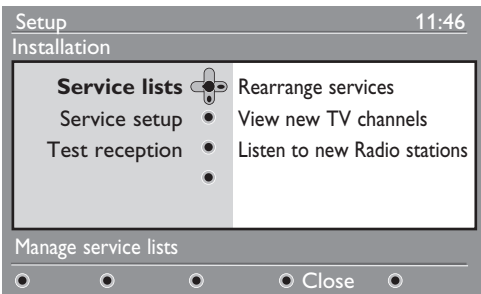 Setup 11:46
Installation
Service lists Rearrange services
Service setup View new TV channels
Test reception Listen to new Radio stations
Manage service lists
Close